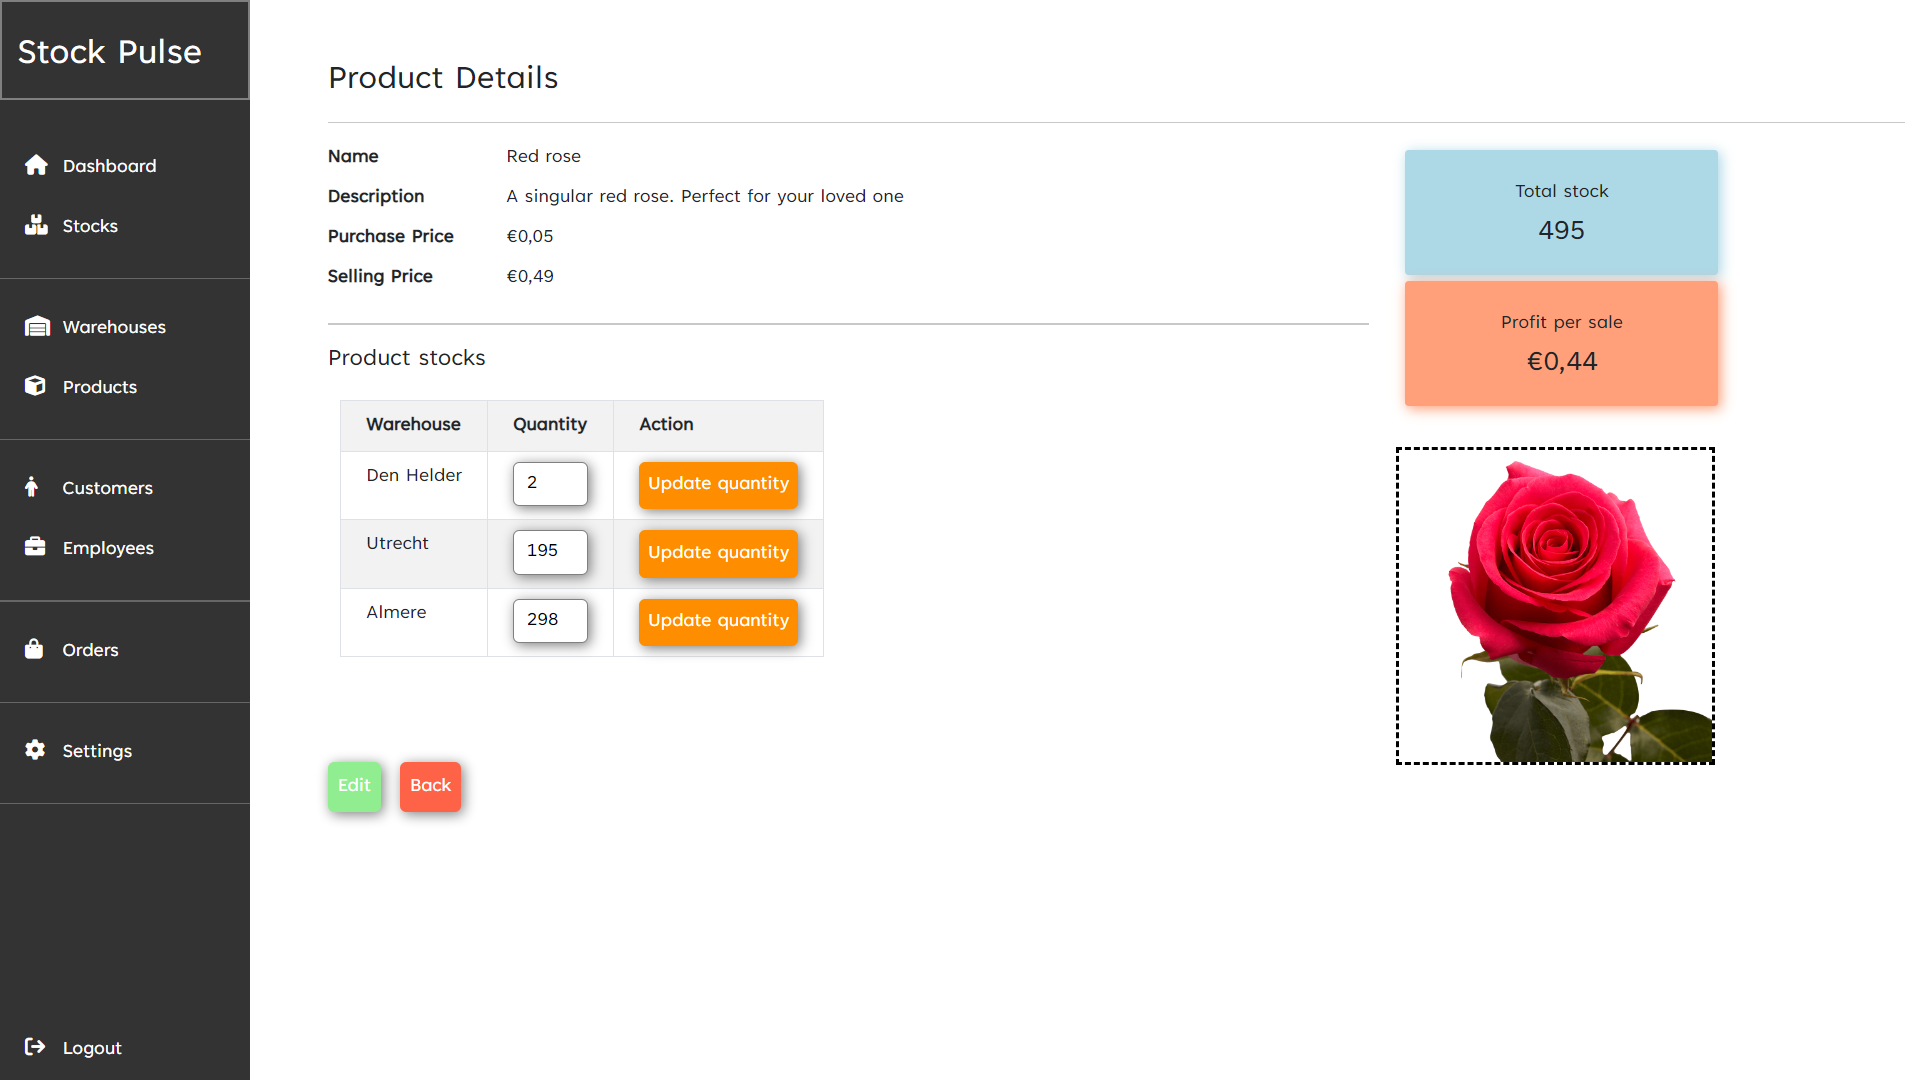 Stock Pulse
Dashboard
Stocks
Warehouses
Products
Customers
Employees
Orders
Settings
Logout
Product Details
Name Red rose
Description A singular red rose. Perfect for your loved one
Purchase Price €0,05
Selling Price €0,49
Product stocks
Warehouse Quantity Action
Den Helder 2 Update quantity
Utrecht 195 Update quantity
Almere 298 Update quantity
Edit Back
Total stock
495
Profit per sale
€0,44